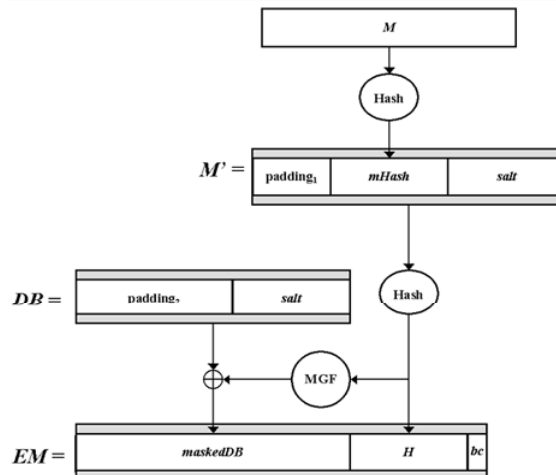 M
Hash
M' = padding₁ mHash salt
DB = padding₂ salt
Hash
MGF
EM = maskedDB H bc